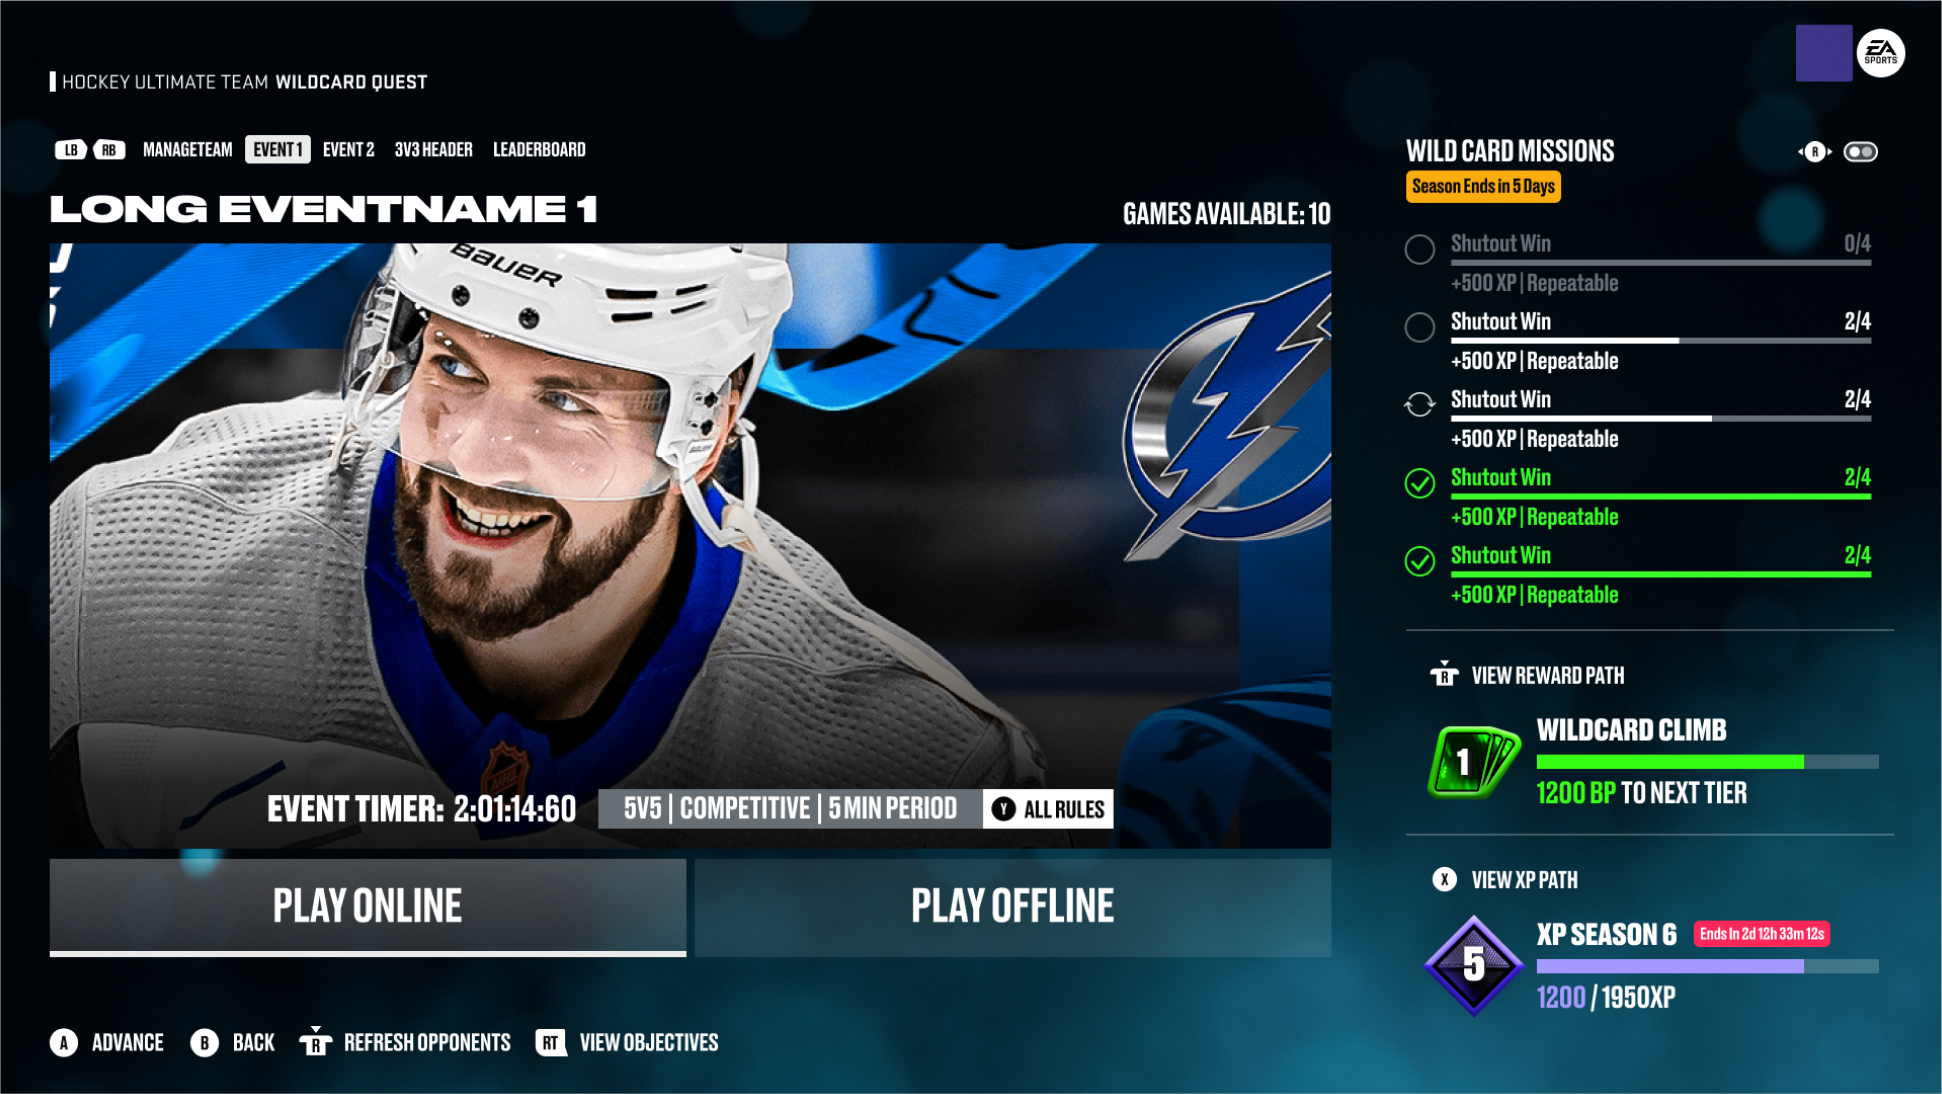 EA
SPORTS
HOCKEY ULTIMATE TEAM WILDCARD QUEST
LB RB MANAGETEAM EVENT 1 EVENT 2 3V3 HEADER LEADERBOARD
LONG EVENTNAME 1
GAMES AVAILABLE: 10
BAUER
NHL
EVENT TIMER: 2:01:14:60
5V5 | COMPETITIVE | 5 MIN PERIOD
Y ALL RULES
PLAY ONLINE
PLAY OFFLINE
WILD CARD MISSIONS
R
Season Ends in 5 Days
Shutout Win 0/4
+500 XP | Repeatable
Shutout Win 2/4
+500 XP | Repeatable
Shutout Win 2/4
+500 XP | Repeatable
Shutout Win 2/4
+500 XP | Repeatable
Shutout Win 2/4
+500 XP | Repeatable
R VIEW REWARD PATH
1
WILDCARD CLIMB
1200 BP TO NEXT TIER
X VIEW XP PATH
5
XP SEASON 6 Ends In 2d 12h 33m 12s
1200 / 1950XP
A ADVANCE B BACK R REFRESH OPPONENTS RT VIEW OBJECTIVES